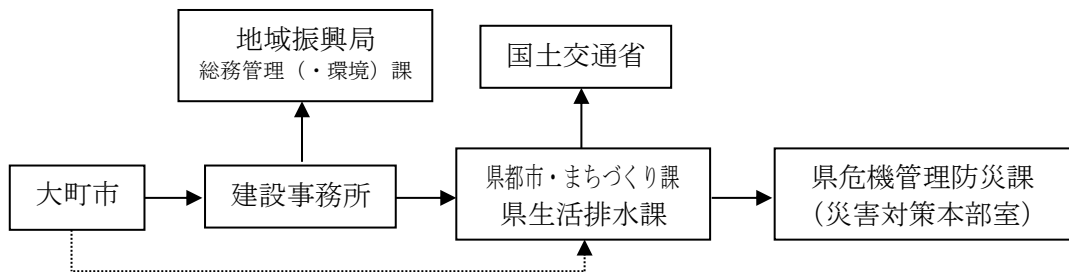 地域振興局
総務管理（・環境）課
国土交通省
大町市
建設事務所
県都市・まちづくり課
県生活排水課
県危機管理防災課
（災害対策本部室）